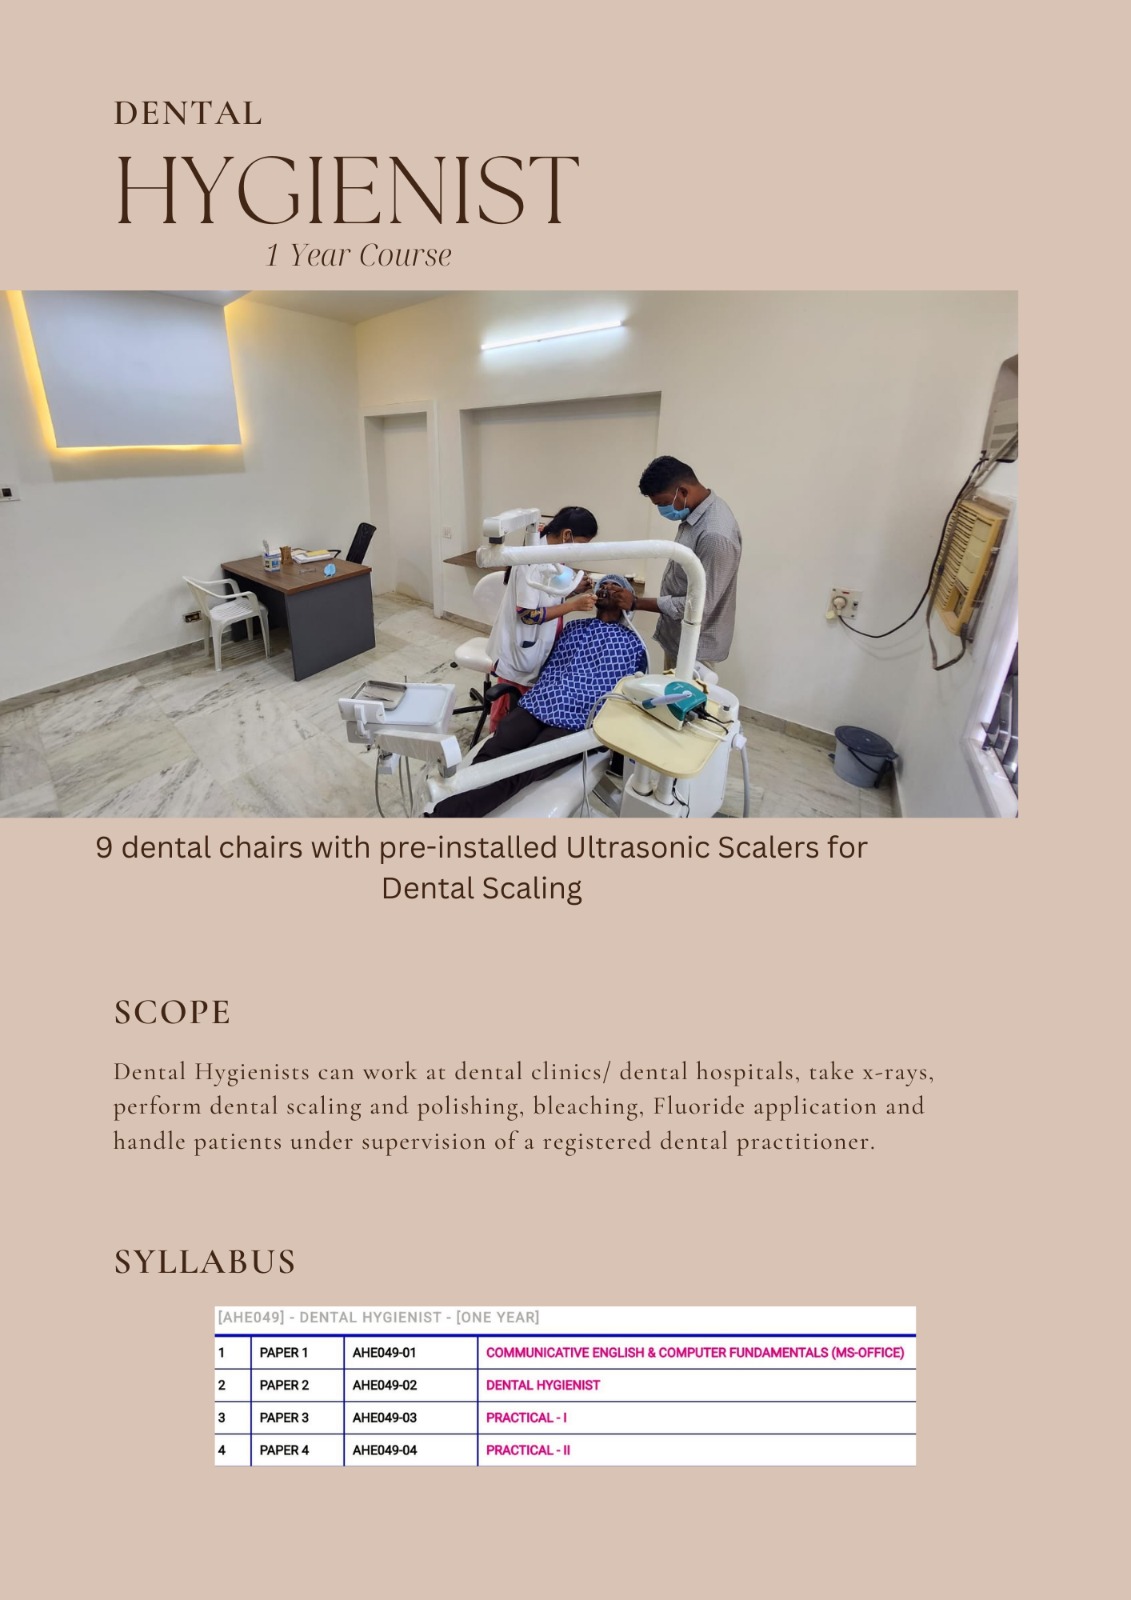 DENTAL
HYGIENIST
1 Year Course
9 dental chairs with pre-installed Ultrasonic Scalers for
Dental Scaling
SCOPE
Dental Hygienists can work at dental clinics/ dental hospitals, take x-rays,
perform dental scaling and polishing, bleaching, Fluoride application and
handle patients under supervision of a registered dental practitioner.
SYLLABUS
[AHE049] - DENTAL HYGIENIST - [ONE YEAR]
1 PAPER 1 AHE049-01 COMMUNICATIVE ENGLISH & COMPUTER FUNDAMENTALS (MS-OFFICE)
2 PAPER 2 AHE049-02 DENTAL HYGIENIST
3 PAPER 3 AHE049-03 PRACTICAL - I
4 PAPER 4 AHE049-04 PRACTICAL - II